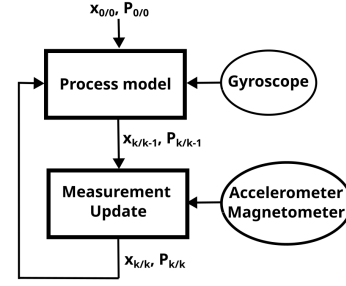 x0/0, P0/0
Process model
Gyroscope
xk/k-1, Pk/k-1
Measurement
Update
Accelerometer
Magnetometer
xk/k, Pk/k